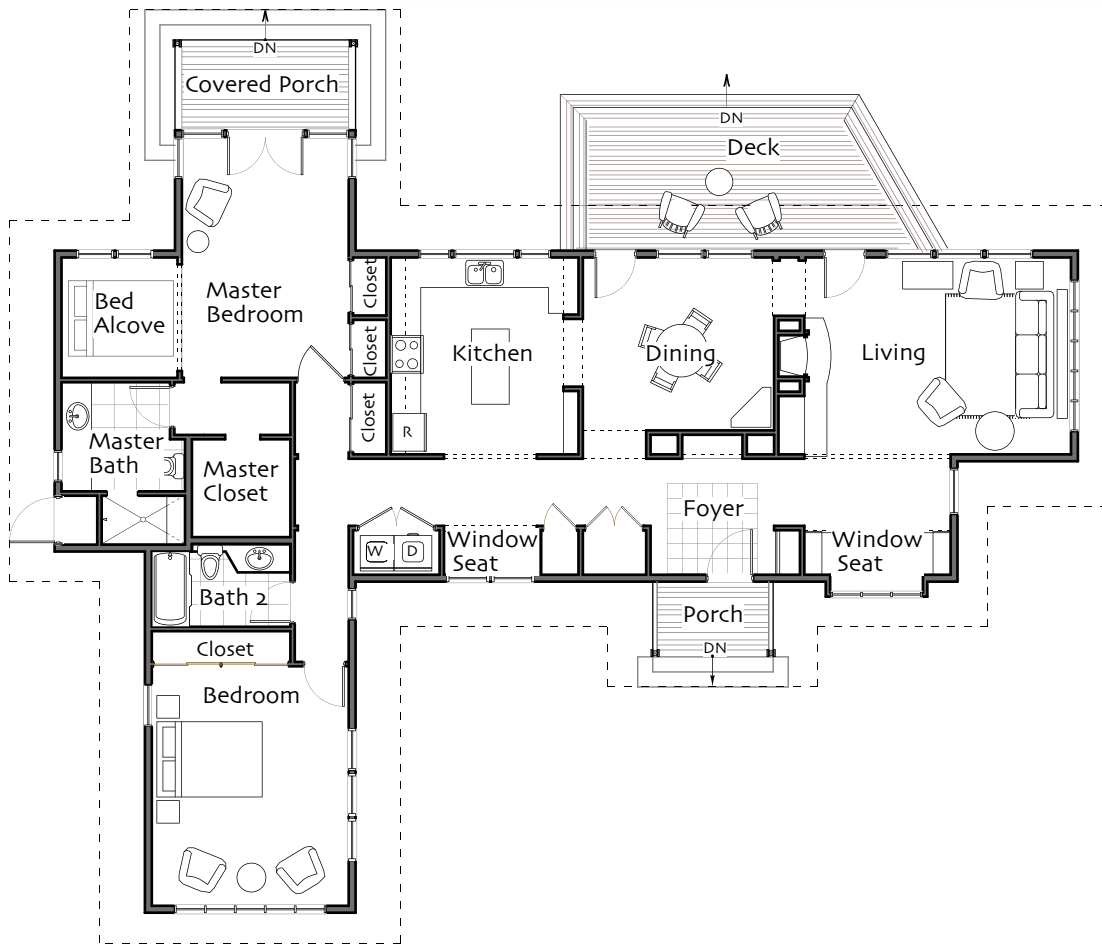 DN
Covered Porch
DN
Deck
Bed
Alcove
Master
Bedroom
Closet
Closet
Closet
Kitchen
Dining
Living
R
Master
Bath
Master
Closet
Foyer
W
D
Window
Seat
Window
Seat
Bath 2
Porch
DN
Closet
Bedroom